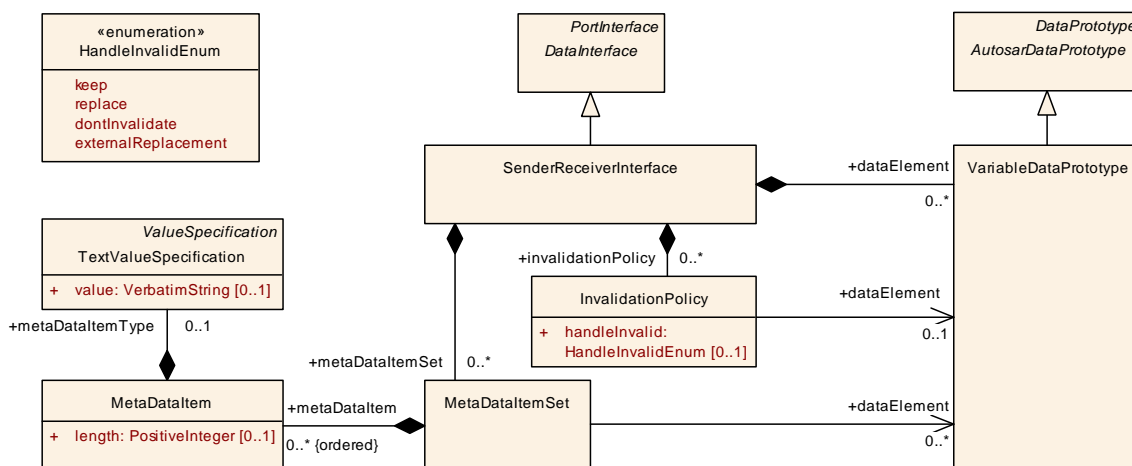 «enumeration»
HandleInvalidEnum
keep
replace
dontInvalidate
externalReplacement
PortInterface
DataInterface
DataPrototype
AutosarDataPrototype
SenderReceiverInterface
+dataElement
0..*
VariableDataPrototype
ValueSpecification
TextValueSpecification
+ value: VerbatimString [0..1]
+invalidationPolicy 0..*
InvalidationPolicy
+ handleInvalid:
HandleInvalidEnum [0..1]
+dataElement
0..1
+metaDataItemType 0..1
+metaDataItemSet 0..*
MetaDataItem
+ length: PositiveInteger [0..1]
+metaDataItem
0..* {ordered}
MetaDataItemSet
+dataElement
0..*